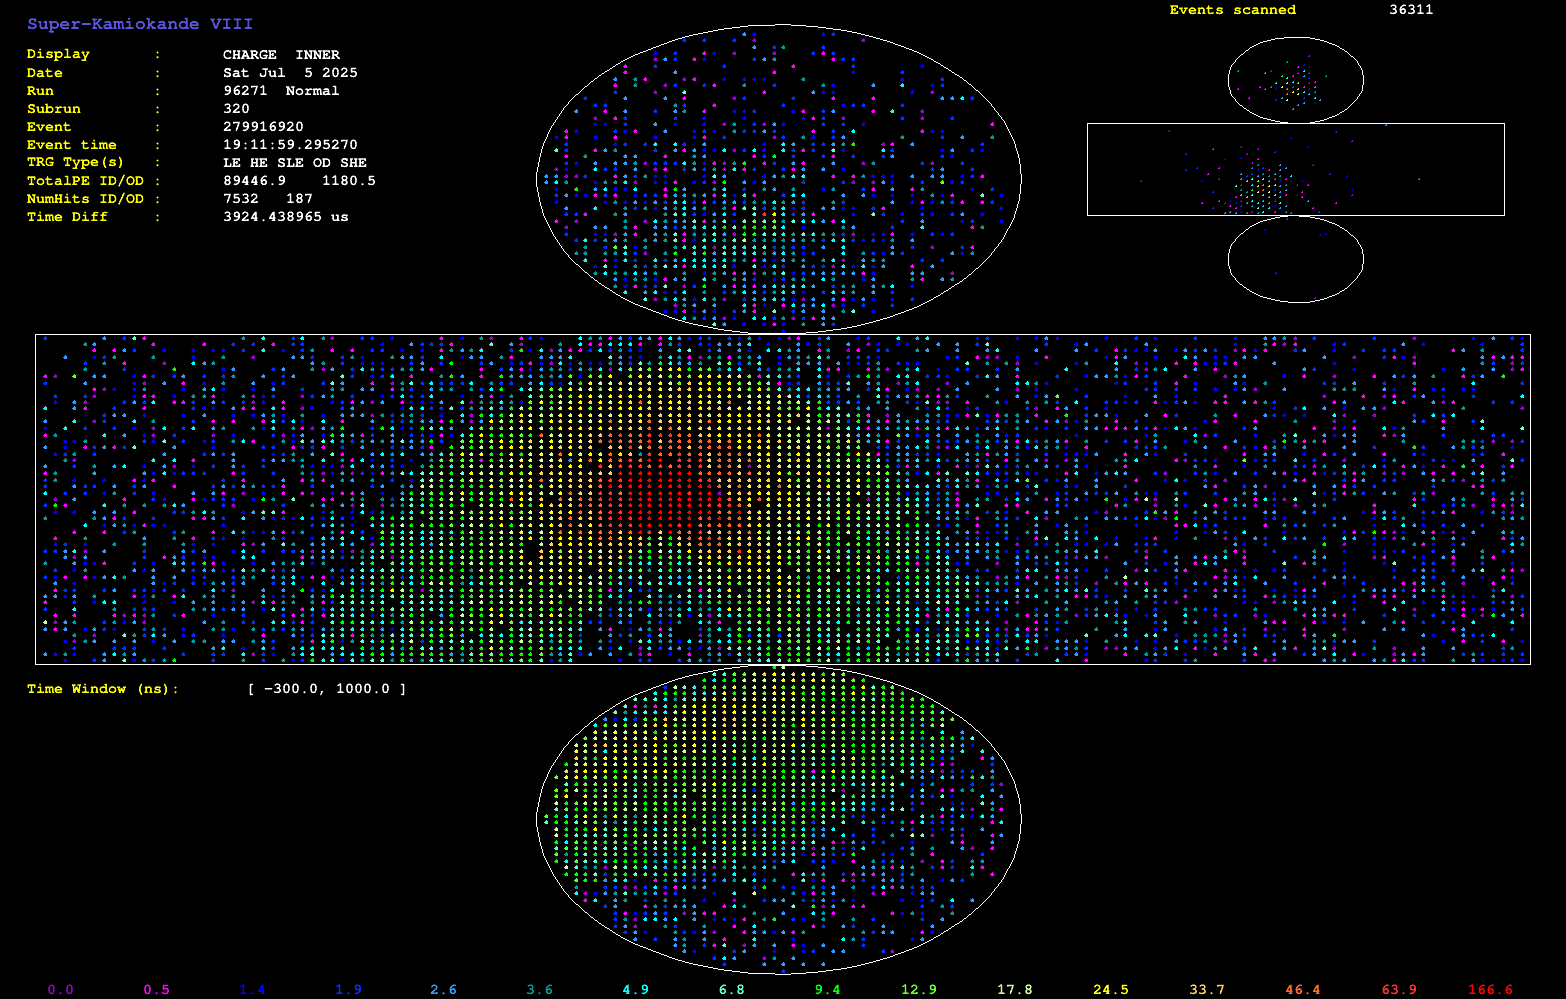 Super-Kamiokande VIII
Events scanned 36311
Display : CHARGE INNER
Date : Sat Jul 5 2025
Run : 96271 Normal
Subrun : 320
Event : 279916920
Event time : 19:11:59.295270
TRG Type(s) : LE HE SLE OD SHE
TotalPE ID/OD : 89446.9 1180.5
NumHits ID/OD : 7532 187
Time Diff : 3924.438965 us
Time Window (ns): [ -300.0, 1000.0 ]
0.0 0.5 1.4 1.9 2.6 3.6 4.9 6.8 9.4 12.9 17.8 24.5 33.7 46.4 63.9 166.6